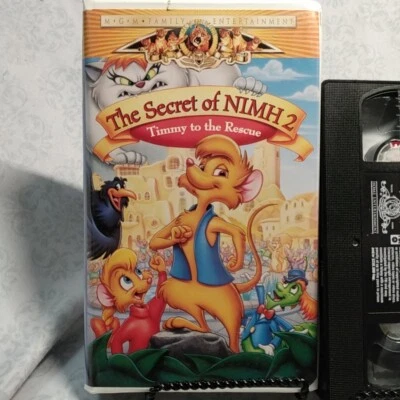 M·G·M FAMILY ENTERTAINMENT
The Secret of NIMH 2
Timmy to the Rescue